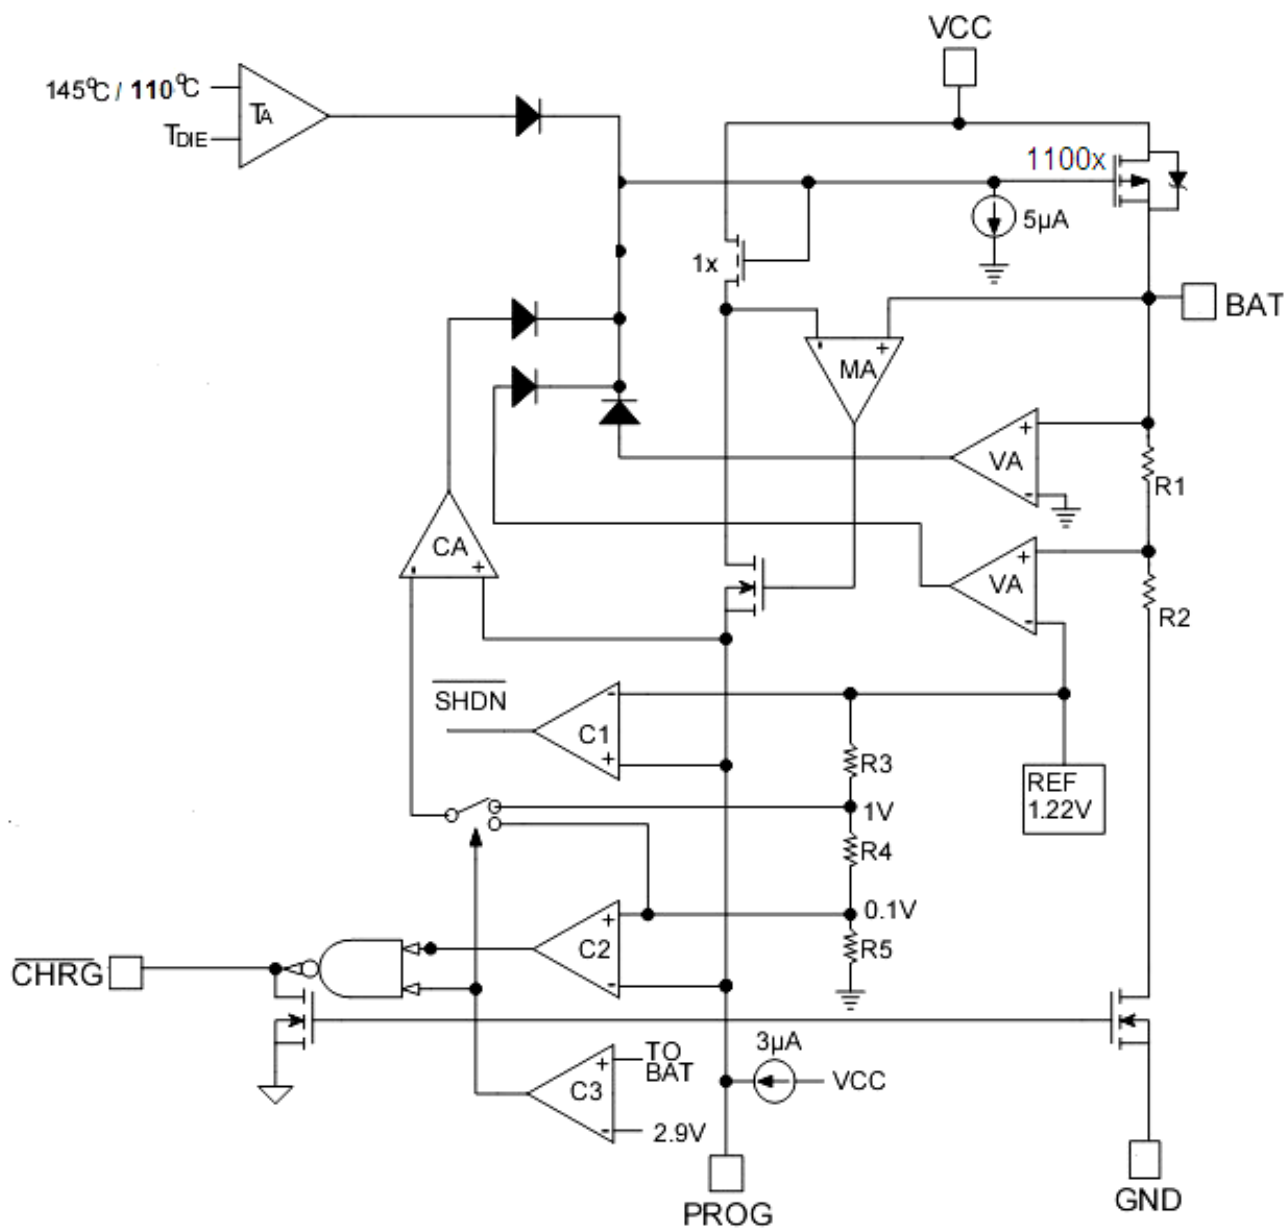 VCC
145°C / 110°C
TA
TDIE
1100x
5µA
1x
BAT
- +
MA
+
VA
-
R1
CA
- +
+
VA
-
R2
SHDN
-
C1
+
R3
REF
1.22V
1V
R4
0.1V
+
C2
-
R5
CHRG
3µA
VCC
+
TO
BAT
C3
-
2.9V
PROG
GND